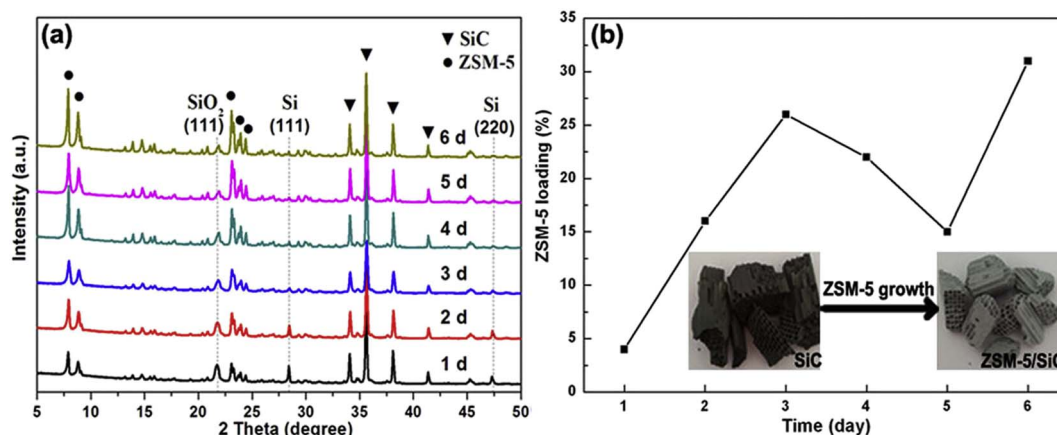 (a)
▼ SiC
● ZSM-5
SiO2
(111)
Si
(111)
Si
(220)
6 d
5 d
4 d
3 d
2 d
1 d
Intensity (a.u.)
5 10 15 20 25 30 35 40 45 50
2 Theta (degree)
(b)
35
30
25
20
15
10
5
0
ZSM-5 loading (%)
ZSM-5 growth
SiC
ZSM-5/SiC
1 2 3 4 5 6
Time (day)